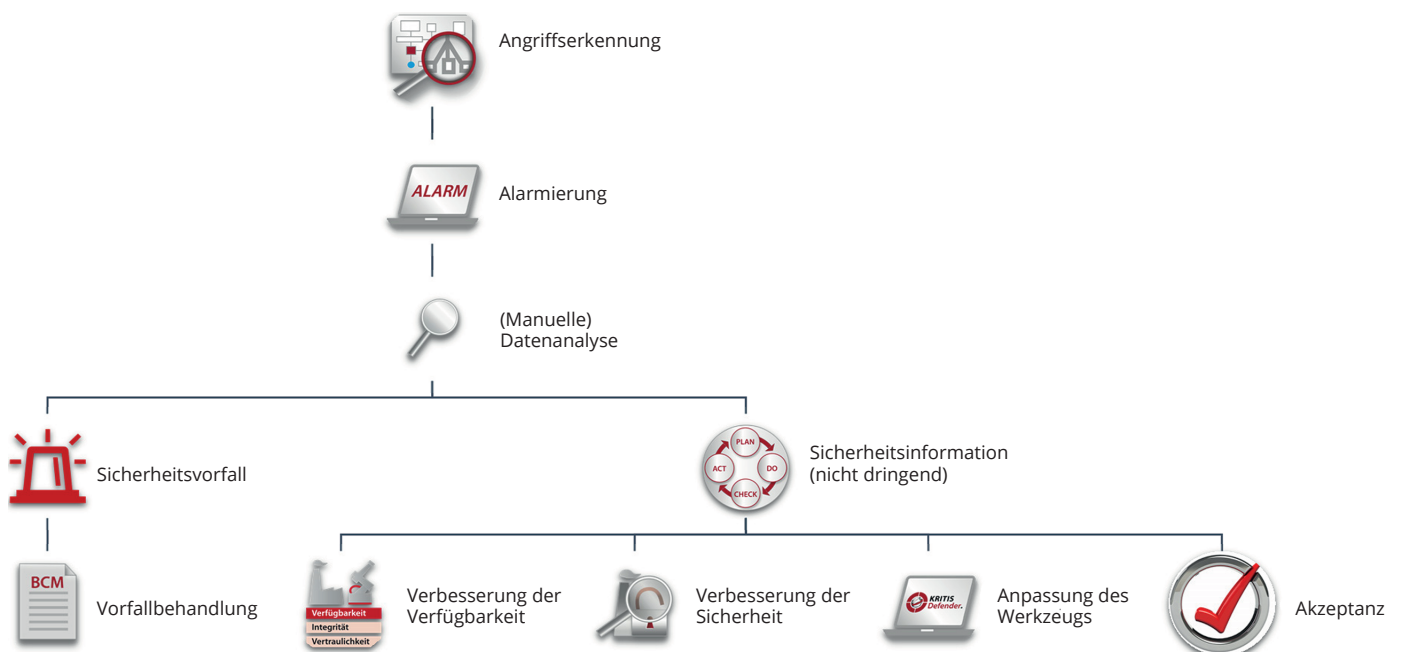 Angriffserkennung
ALARM
Alarmierung
(Manuelle)
Datenanalyse
Sicherheitsvorfall
PLAN
ACT
DO
CHECK
Sicherheitsinformation
(nicht dringend)
BCM
Vorfallbehandlung
Verfügbarkeit
Integrität
Vertraulichkeit
Verbesserung der
Verfügbarkeit
Verbesserung der
Sicherheit
KRITIS
Defender.
Anpassung des
Werkzeugs
Akzeptanz